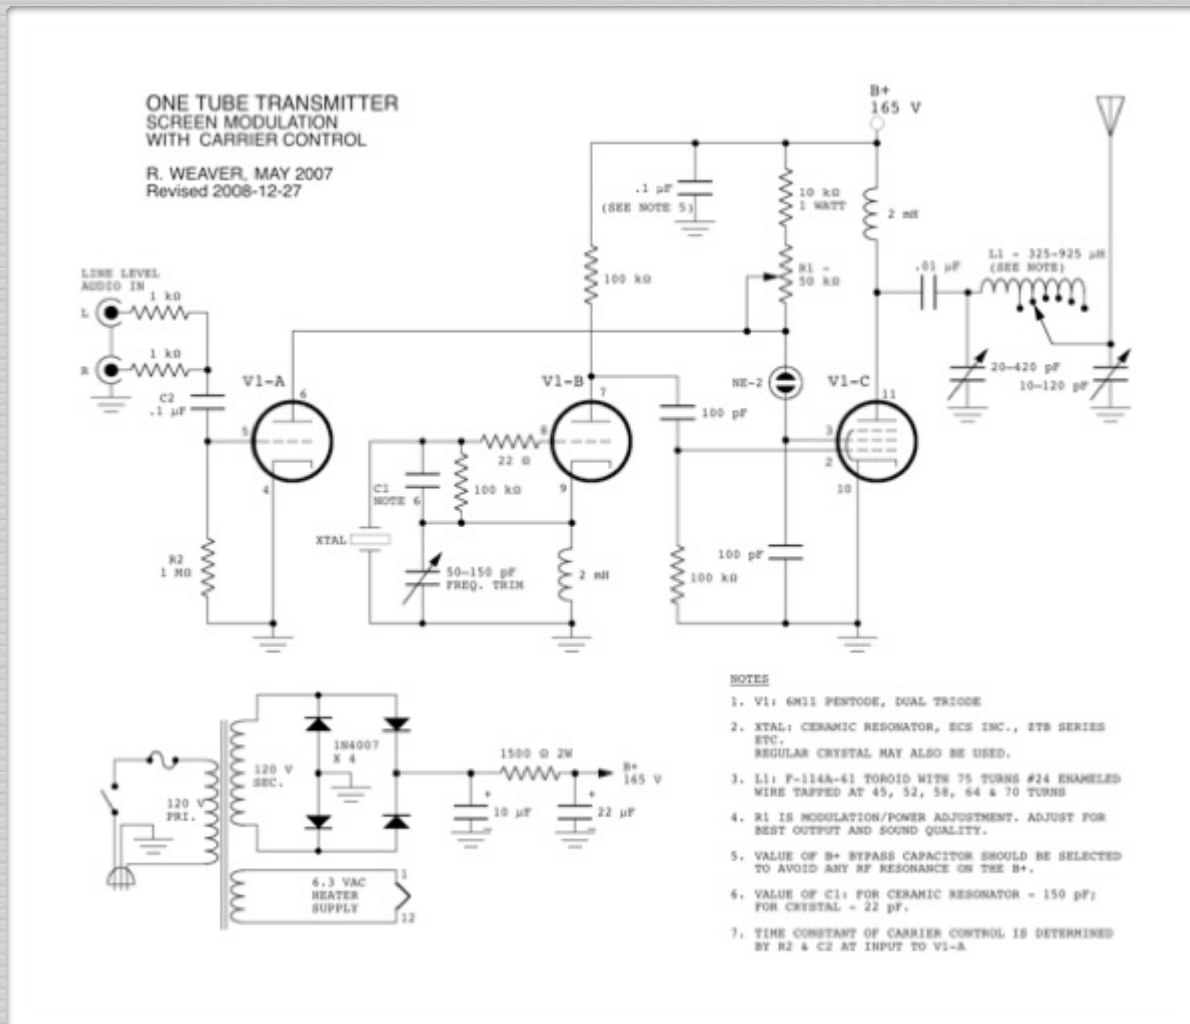 ONE TUBE TRANSMITTER
SCREEN MODULATION
WITH CARRIER CONTROL
R. WEAVER, MAY 2007
Revised 2008-12-27
B+
165 V
.1 µF
(SEE NOTE 5)
10 kΩ
1 WATT
2 mH
L1 - 325-925 µH
(SEE NOTE)
.01 µF
R1 -
50 kΩ
100 kΩ
LINE LEVEL
AUDIO IN
1 kΩ
L
1 kΩ
R
C2
.1 µF
V1-A
6
5
4
V1-B
7
8
9
NE-2
V1-C
11
3
2
10
20-420 pF
10-120 pF
100 pF
22 Ω
C1
NOTE 6
100 kΩ
XTAL
R2
1 MΩ
50-150 pF
FREQ. TRIM
2 mH
100 pF
100 kΩ
120 V
PRI.
120 V
SEC.
1N4007
X 4
1500 Ω 2W
B+
165 V
+
10 µF
+
22 µF
6.3 VAC
HEATER
SUPPLY
1
12
NOTES
1. V1: 6M11 PENTODE, DUAL TRIODE
2. XTAL: CERAMIC RESONATOR, ECS INC., ZTB SERIES
ETC.
REGULAR CRYSTAL MAY ALSO BE USED.
3. L1: F-114A-61 TOROID WITH 75 TURNS #24 ENAMELED
WIRE TAPPED AT 45, 52, 58, 64 & 70 TURNS
4. R1 IS MODULATION/POWER ADJUSTMENT. ADJUST FOR
BEST OUTPUT AND SOUND QUALITY.
5. VALUE OF B+ BYPASS CAPACITOR SHOULD BE SELECTED
TO AVOID ANY RF RESONANCE ON THE B+.
6. VALUE OF C1: FOR CERAMIC RESONATOR - 150 pF;
FOR CRYSTAL - 22 pF.
7. TIME CONSTANT OF CARRIER CONTROL IS DETERMINED
BY R2 & C2 AT INPUT TO V1-A